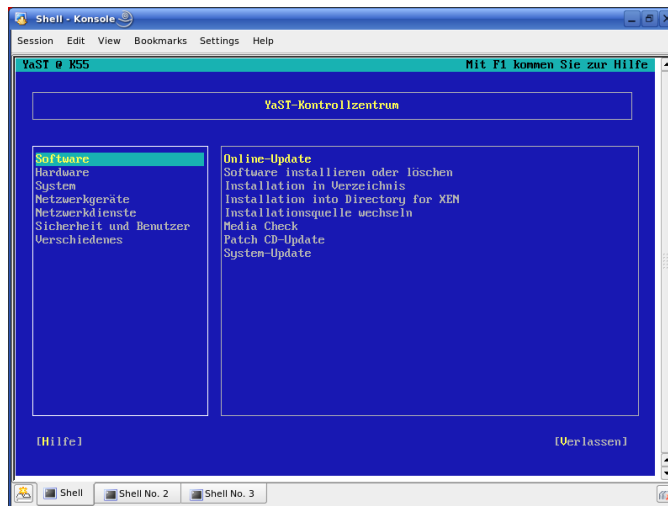 Shell - Konsole
Session Edit View Bookmarks Settings Help
YaST @ K55 Mit F1 kommen Sie zur Hilfe
YaST-Kontrollzentrum
Software
Hardware
System
Netzwerkgeräte
Netzwerkdienste
Sicherheit und Benutzer
Verschiedenes
Online-Update
Software installieren oder löschen
Installation in Verzeichnis
Installation into Directory for XEN
Installationsquelle wechseln
Media Check
Patch CD-Update
System-Update
[Hilfe] [Verlassen]
Shell Shell No. 2 Shell No. 3